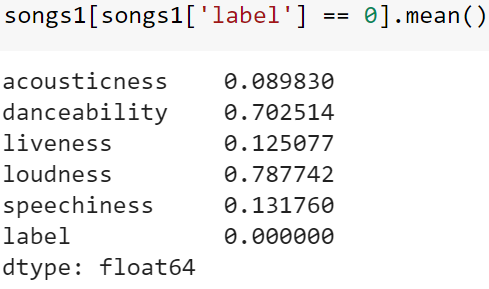 songs1[songs1['label'] == 0].mean()
acousticness 0.089830
danceability 0.702514
liveness 0.125077
loudness 0.787742
speechiness 0.131760
label 0.000000
dtype: float64